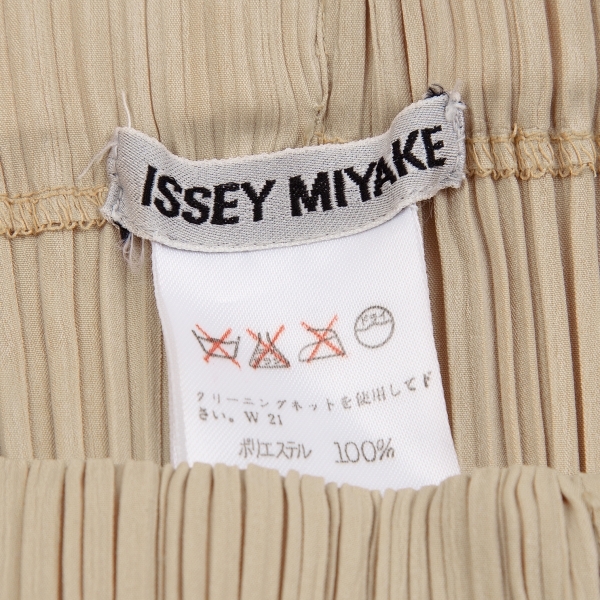 ISSEY MIYAKE
ドライ
クリーニングネットを使用して下
さい。W 21
ポリエステル 100%